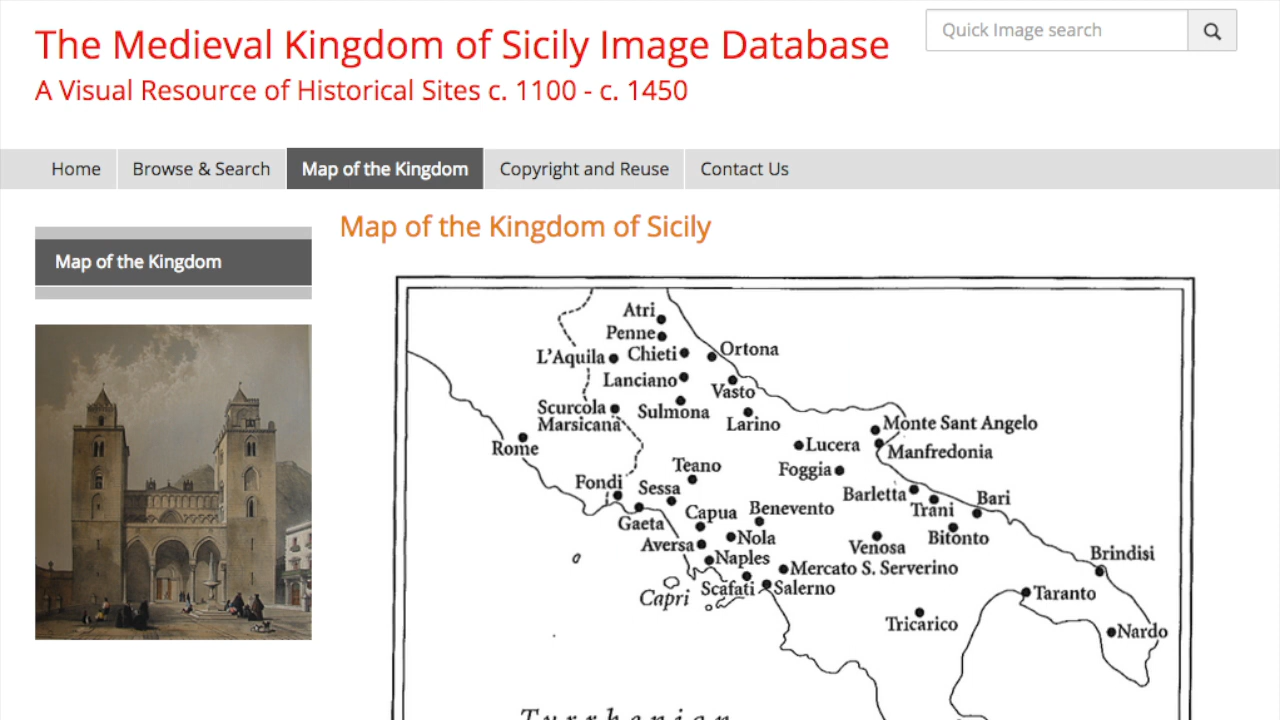 The Medieval Kingdom of Sicily Image Database
Quick Image search
A Visual Resource of Historical Sites c. 1100 - c. 1450
Home
Browse & Search
Map of the Kingdom
Copyright and Reuse
Contact Us
Map of the Kingdom
Map of the Kingdom of Sicily
Atri
Penne
L'Aquila
Chieti
Ortona
Lanciano
Vasto
Scurcola
Marsicana
Sulmona
Larino
Monte Sant Angelo
Rome
Lucera
Manfredonia
Teano
Foggia
Fondi
Sessa
Barletta
Bari
Gaeta
Capua
Benevento
Trani
Aversa
Nola
Venosa
Bitonto
Naples
Mercato S. Serverino
Brindisi
Capri
Scafati
Salerno
Taranto
Tricarico
Nardo
Tyrrhenian